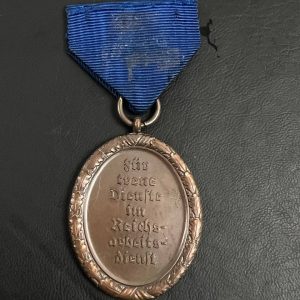 Für
treue
Dienste
im
Reichs-
arbeits-
dienst